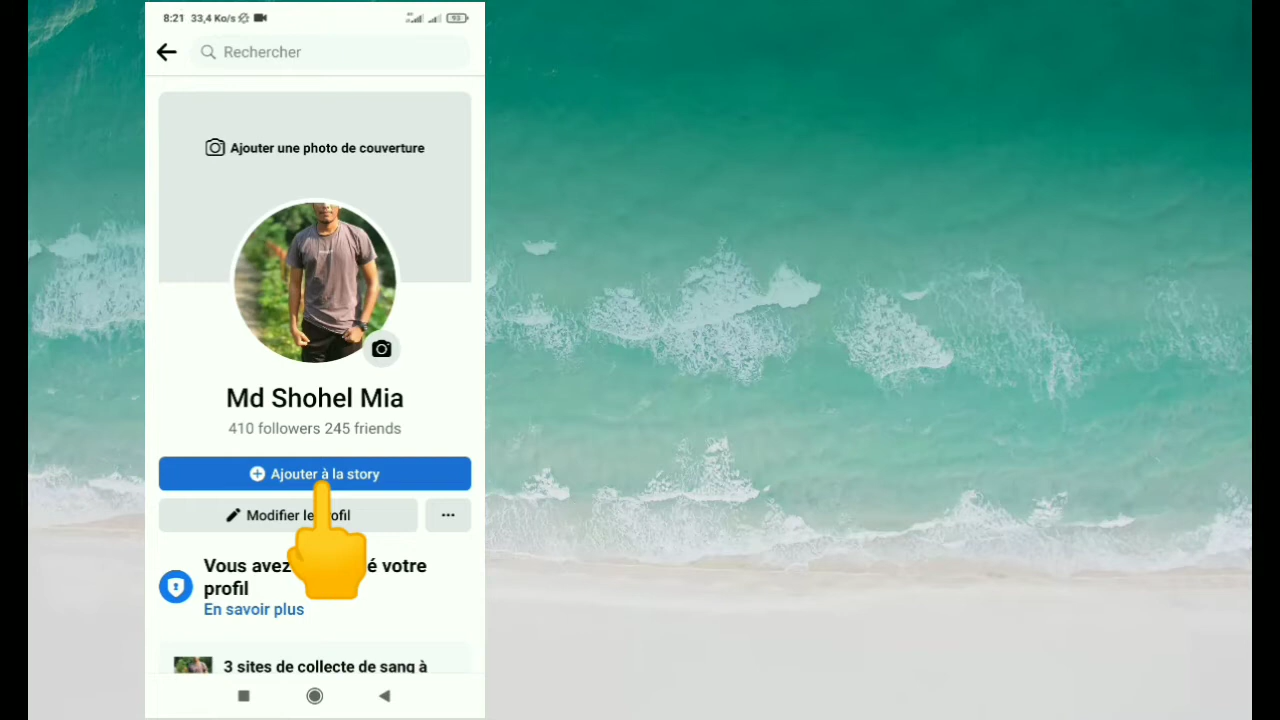 8:21 33,4 Ko/s 93
Rechercher
Ajouter une photo de couverture
Md Shohel Mia
410 followers 245 friends
Ajouter à la story
Modifier le ofil
Vous avez é votre
profil
En savoir plus
3 sites de collecte de sang à